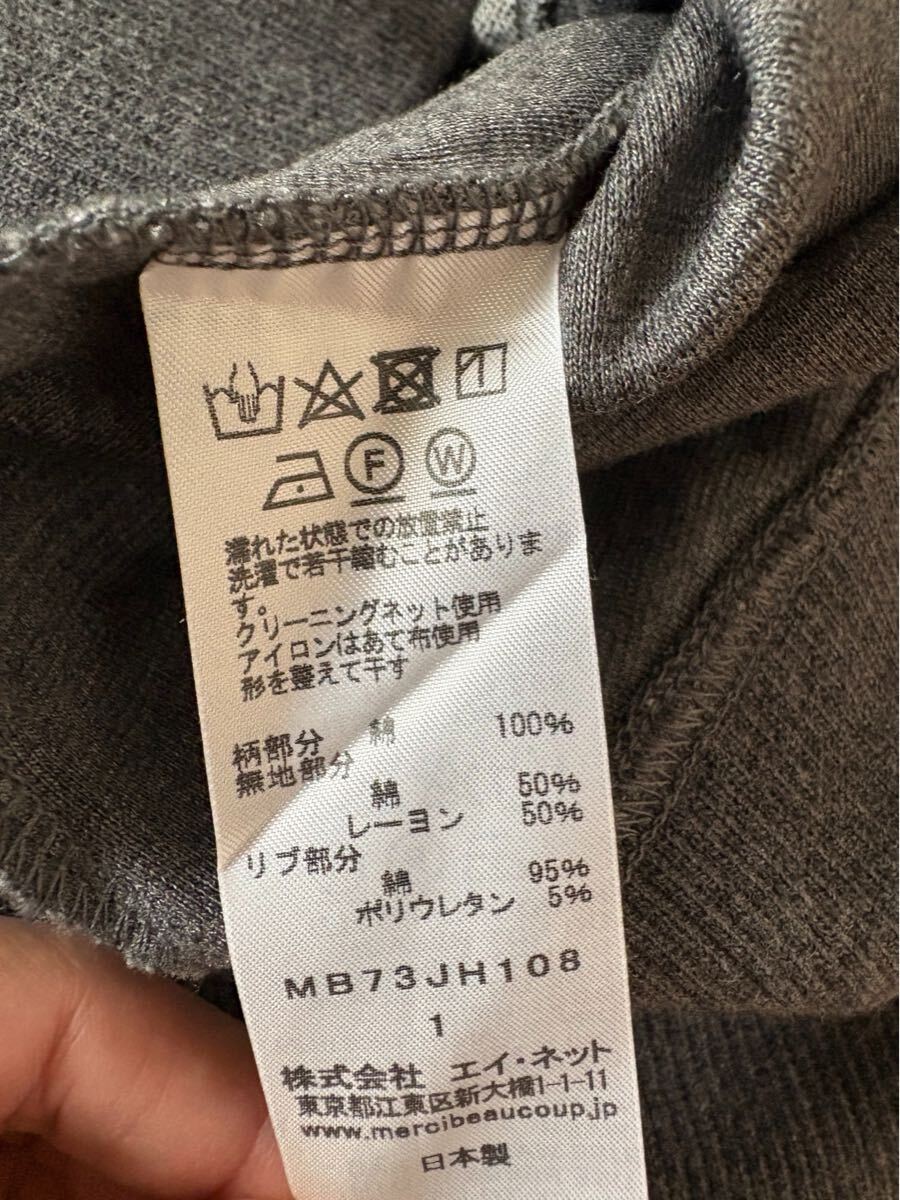 F W
濡れた状態での放置禁止
洗濯で若干縮むことがありま
す。
クリーニングネット使用
アイロンはあて布使用
形を整えて干す
柄部分 綿 100%
無地部分
綿 50%
レーヨン 50%
リブ部分
綿 95%
ポリウレタン 5%
MB73JH108
1
株式会社 エイ・ネット
東京都江東区新大橋1-1-11
www.mercibeaucoup.jp
日本製